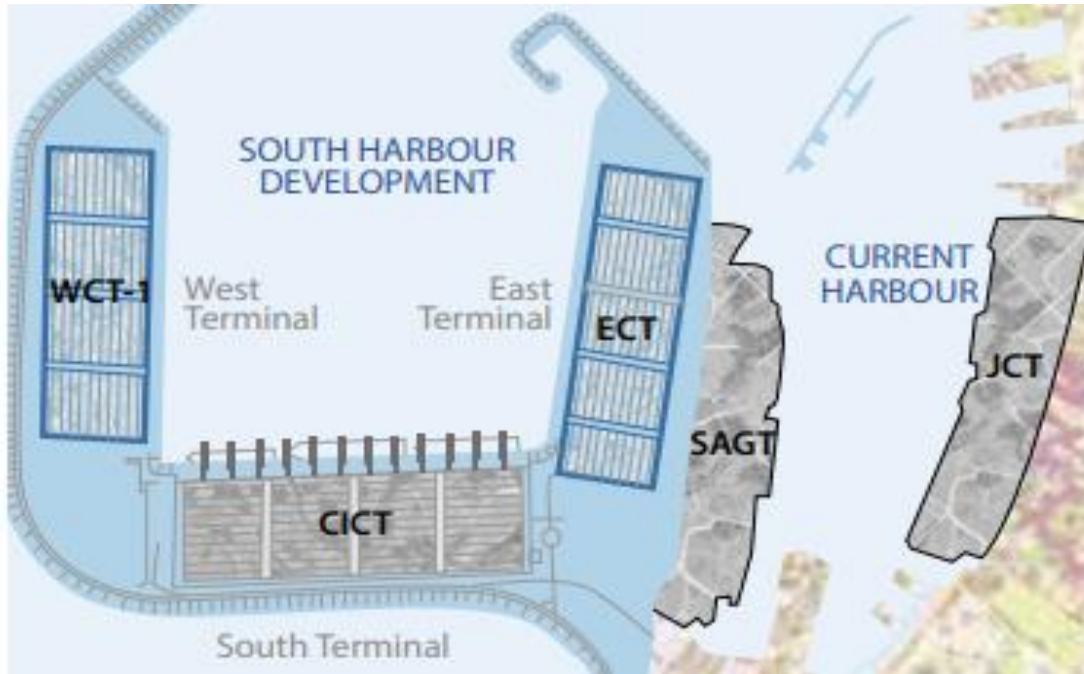 SOUTH HARBOUR
DEVELOPMENT
WCT-1
West
Terminal
East
Terminal
ECT
CURRENT
HARBOUR
JCT
SAGT
CICT
South Terminal